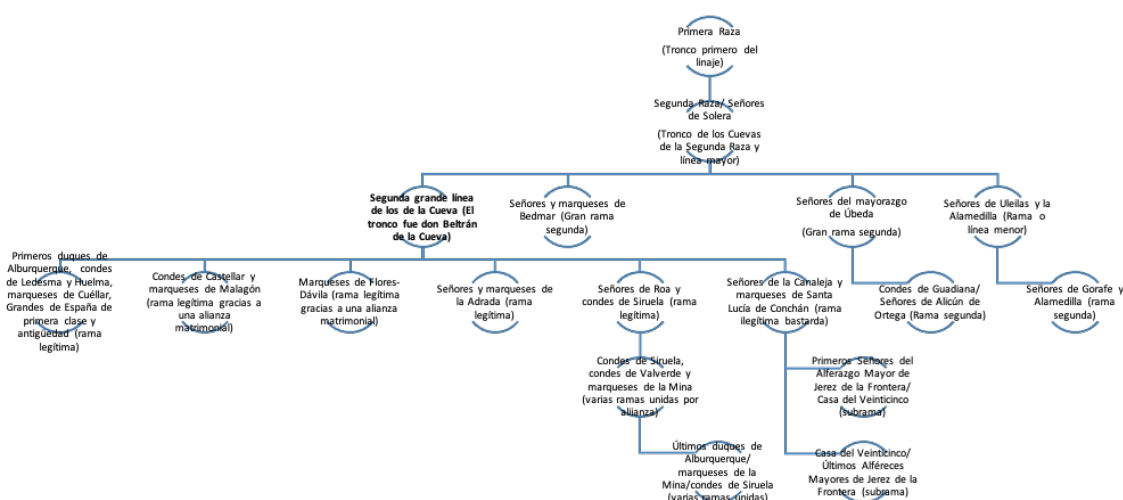 Primera Raza
(Tronco primero del
linaje)
Segunda Raza/ Señores
de Solera
(Tronco de los Cuevas
de la Segunda Raza y
línea mayor)
Segunda grande línea
de los de la Cueva (El
tronco fue don Beltrán
de la Cueva)
Señores y marqueses de
Bedmar (Gran rama
segunda)
Señores del mayorazgo
de Úbeda
(Gran rama segunda)
Señores de Uleilas y la
Alamedilla (Rama o
línea menor)
Primeros duques de
Alburquerque, condes
de Ledesma y Huelma,
marqueses de Cuéllar,
Grandes de España de
primera clase y
antigüedad (rama
legítima)
Condes de Castellar y
marqueses de Malagón
(rama legítima gracias a
una alianza
matrimonial)
Marqueses de Flores-
Dávila (rama legítima
gracias a una alianza
matrimonial)
Señores y marqueses de
la Adrada (rama
legítima)
Señores de Roa y
condes de Siruela (rama
legítima)
Señores de la Canaleja y
marqueses de Santa
Lucía de Conchán (rama
ilegítima bastarda)
Condes de Guadiana/
Señores de Alicún de
Ortega (Rama segunda)
Señores de Gorafe y
Alamedilla (rama
segunda)
Condes de Siruela,
condes de Valverde y
marqueses de la Mina
(varias ramas unidas por
aliianza)
Primeros Señores del
Alferazgo Mayor de
Jerez de la Frontera/
Casa del Veinticinco
(subrama)
Últimos duques de
Alburquerque/
marqueses de la
Mina/condes de Siruela
(varias ramas unidas)
Casa del Veinticinco/
Últimos Alféreces
Mayores de Jerez de la
Frontera (subrama)